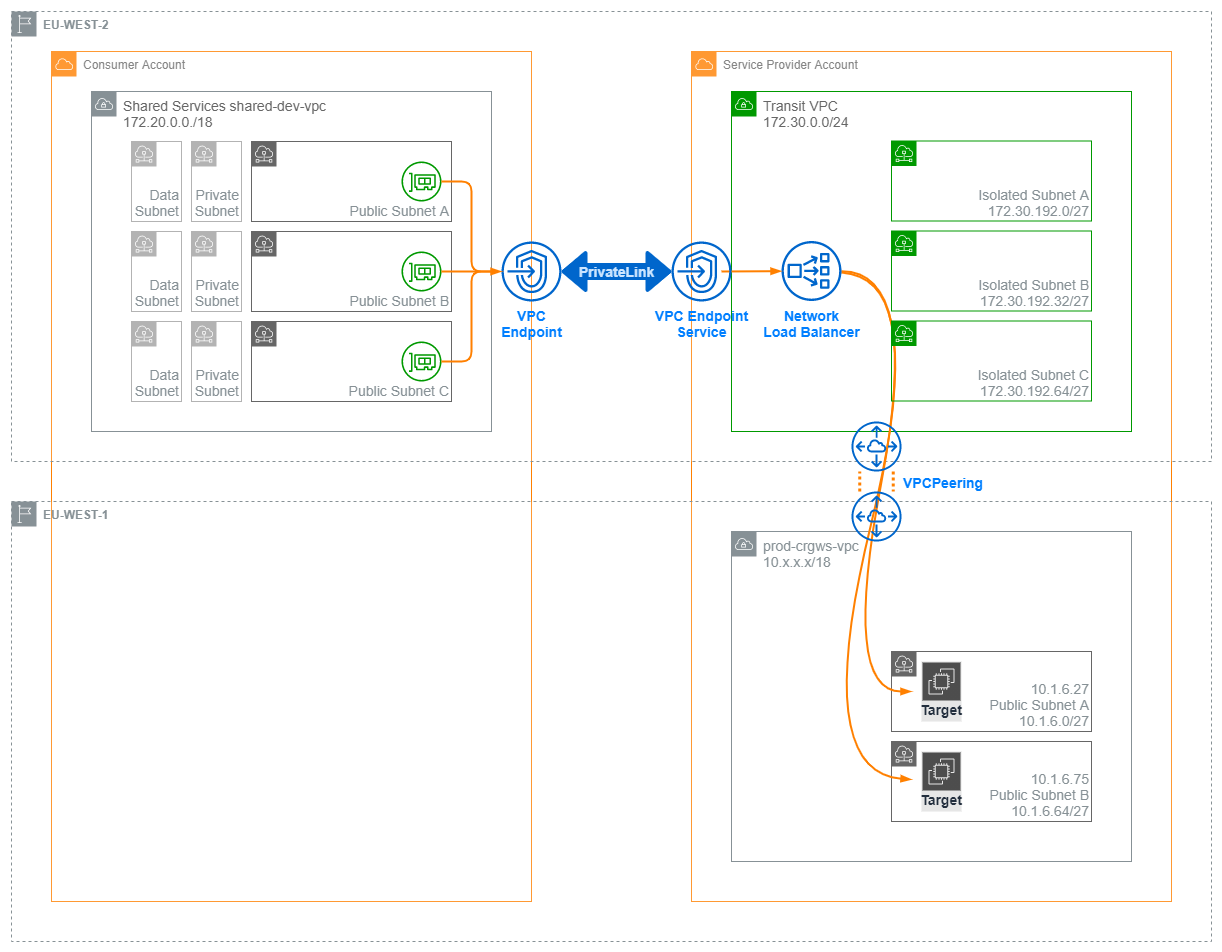 EU-WEST-2
Consumer Account
Shared Services shared-dev-vpc
172.20.0.0./18
Data
Subnet
Private
Subnet
Public Subnet A
Data
Subnet
Private
Subnet
Public Subnet B
Data
Subnet
Private
Subnet
Public Subnet C
VPC
Endpoint
PrivateLink
Service Provider Account
Transit VPC
172.30.0.0/24
VPC Endpoint
Service
Network
Load Balancer
Isolated Subnet A
172.30.192.0/27
Isolated Subnet B
172.30.192.32/27
Isolated Subnet C
172.30.192.64/27
VPCPeering
EU-WEST-1
prod-crgws-vpc
10.x.x.x/18
Target
10.1.6.27
Public Subnet A
10.1.6.0/27
Target
10.1.6.75
Public Subnet B
10.1.6.64/27